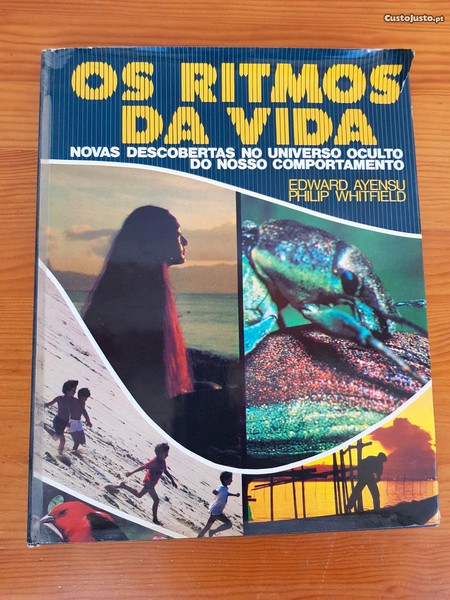 CustoJusto.pt
OS RITMOS
DA VIDA
NOVAS DESCOBERTAS NO UNIVERSO OCULTO
DO NOSSO COMPORTAMENTO
EDWARD AYENSU
PHILIP WHITFIELD